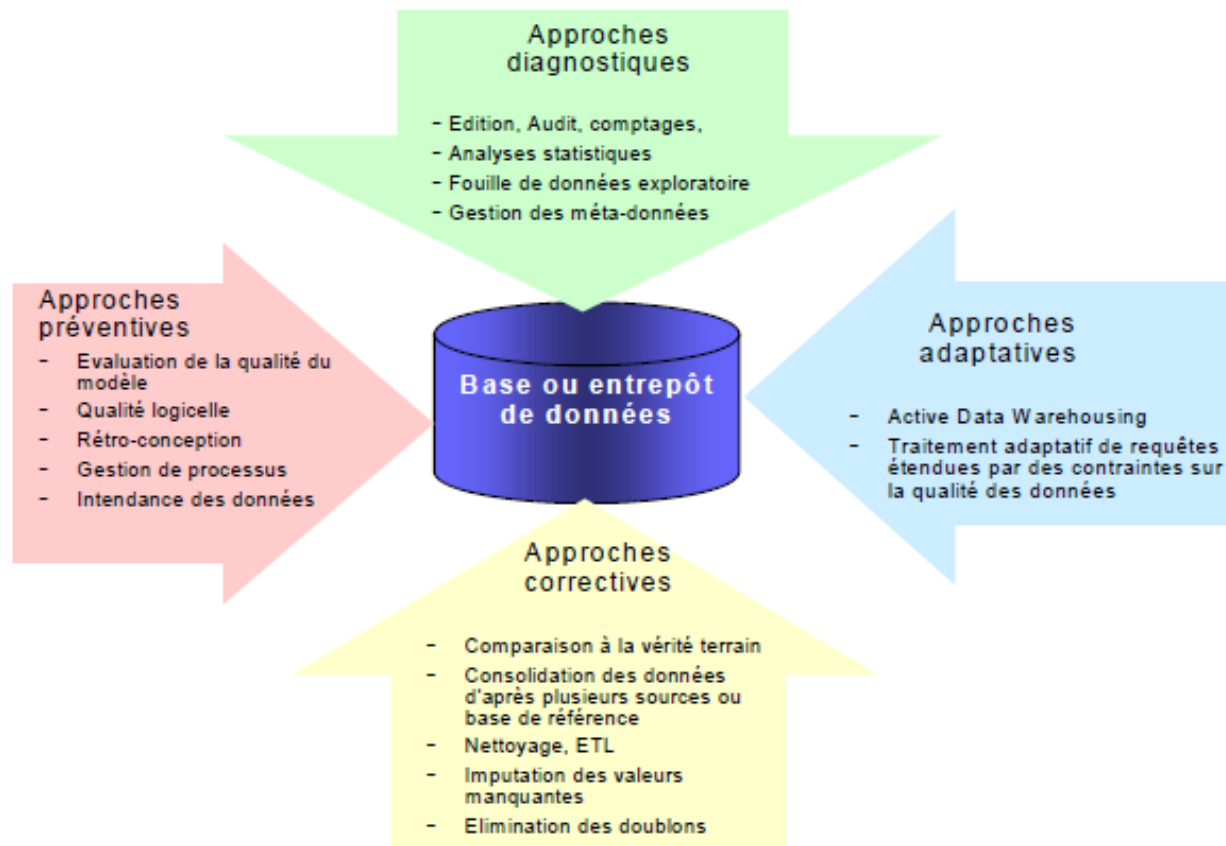 Approches
diagnostiques
- Edition, Audit, comptages,
- Analyses statistiques
- Fouille de données exploratoire
- Gestion des méta-données
Approches
préventives
- Evaluation de la qualité du
modèle
- Qualité logicelle
- Rétro-conception
- Gestion de processus
- Intendance des données
Base ou entrepôt
de données
Approches
adaptatives
- Active Data Warehousing
- Traitement adaptatif de requêtes
étendues par des contraintes sur
la qualité des données
Approches
correctives
- Comparaison à la vérité terrain
- Consolidation des données
d'après plusieurs sources ou
base de référence
- Nettoyage, ETL
- Imputation des valeurs
manquantes
- Elimination des doublons